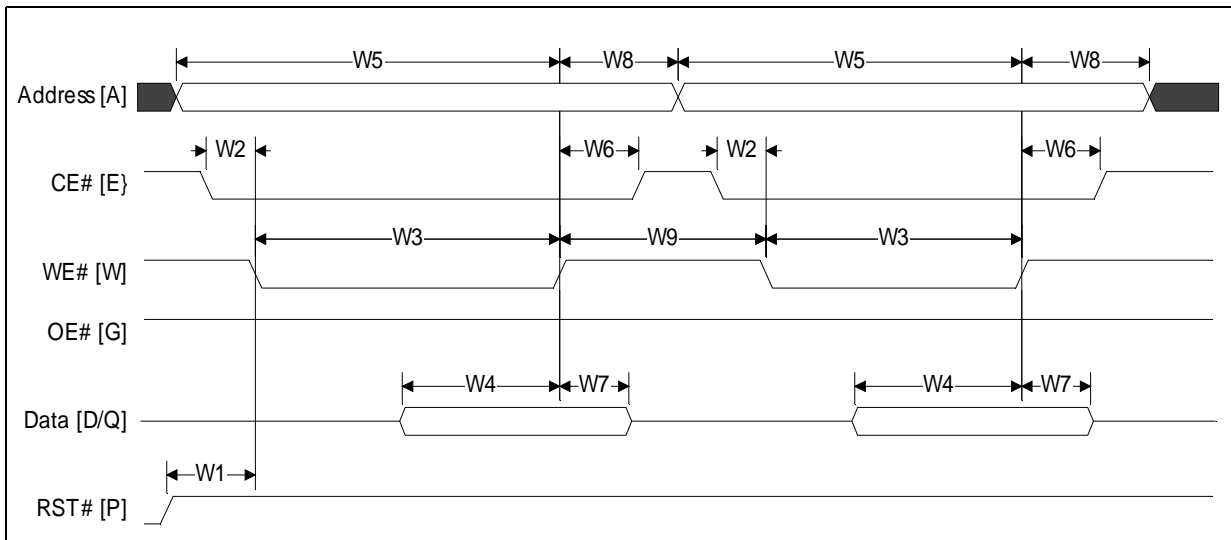 W5 W8 W5 W8
Address [A]
W2 W6 W2 W6
CE# [E}
W3 W9 W3
WE# [W]
OE# [G]
W4 W7 W4 W7
Data [D/Q]
W1
RST# [P]